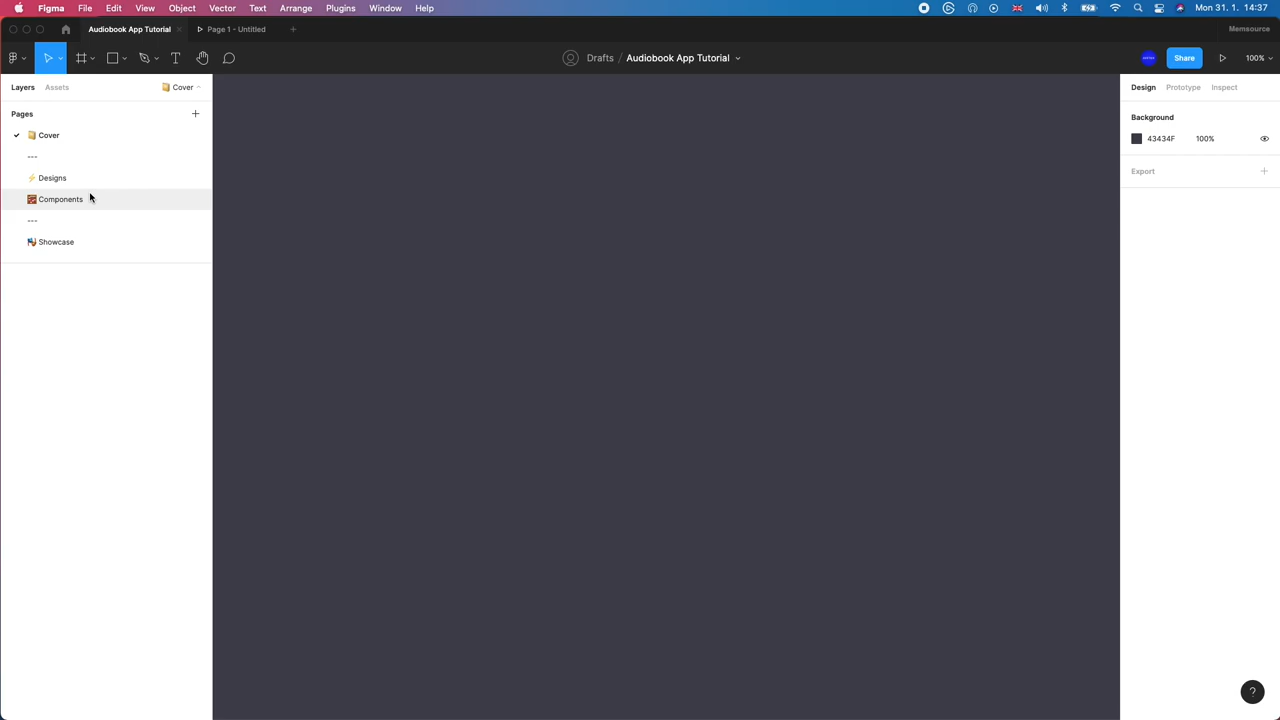 Figma File Edit View Object Vector Text Arrange Plugins Window Help Mon 31. 1. 14:37
Audiobook App Tutorial Page 1 – Untitled Memsource
Drafts / Audiobook App Tutorial Share 100%
Layers Assets Cover Design Prototype Inspect
Pages
Background
Cover
43434F 100%
---
Export
Designs
Components
---
Showcase
?